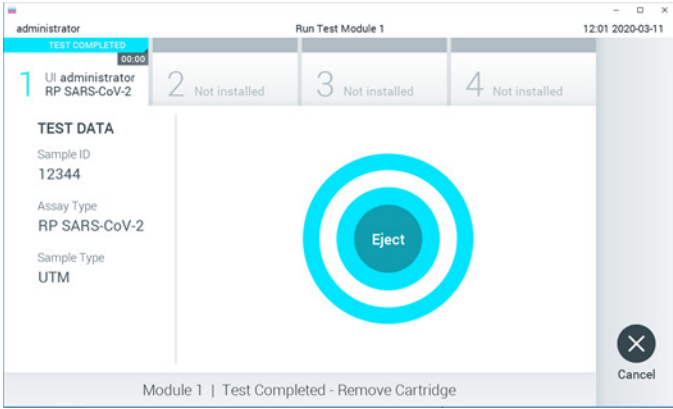 administrator
Run Test Module 1
12:01 2020-03-11
TEST COMPLETED
00:00
1
UI administrator
RP SARS-CoV-2
2 Not installed
3 Not installed
4 Not installed
TEST DATA
Sample ID
12344
Assay Type
RP SARS-CoV-2
Sample Type
UTM
Eject
Cancel
Module 1 | Test Completed - Remove Cartridge